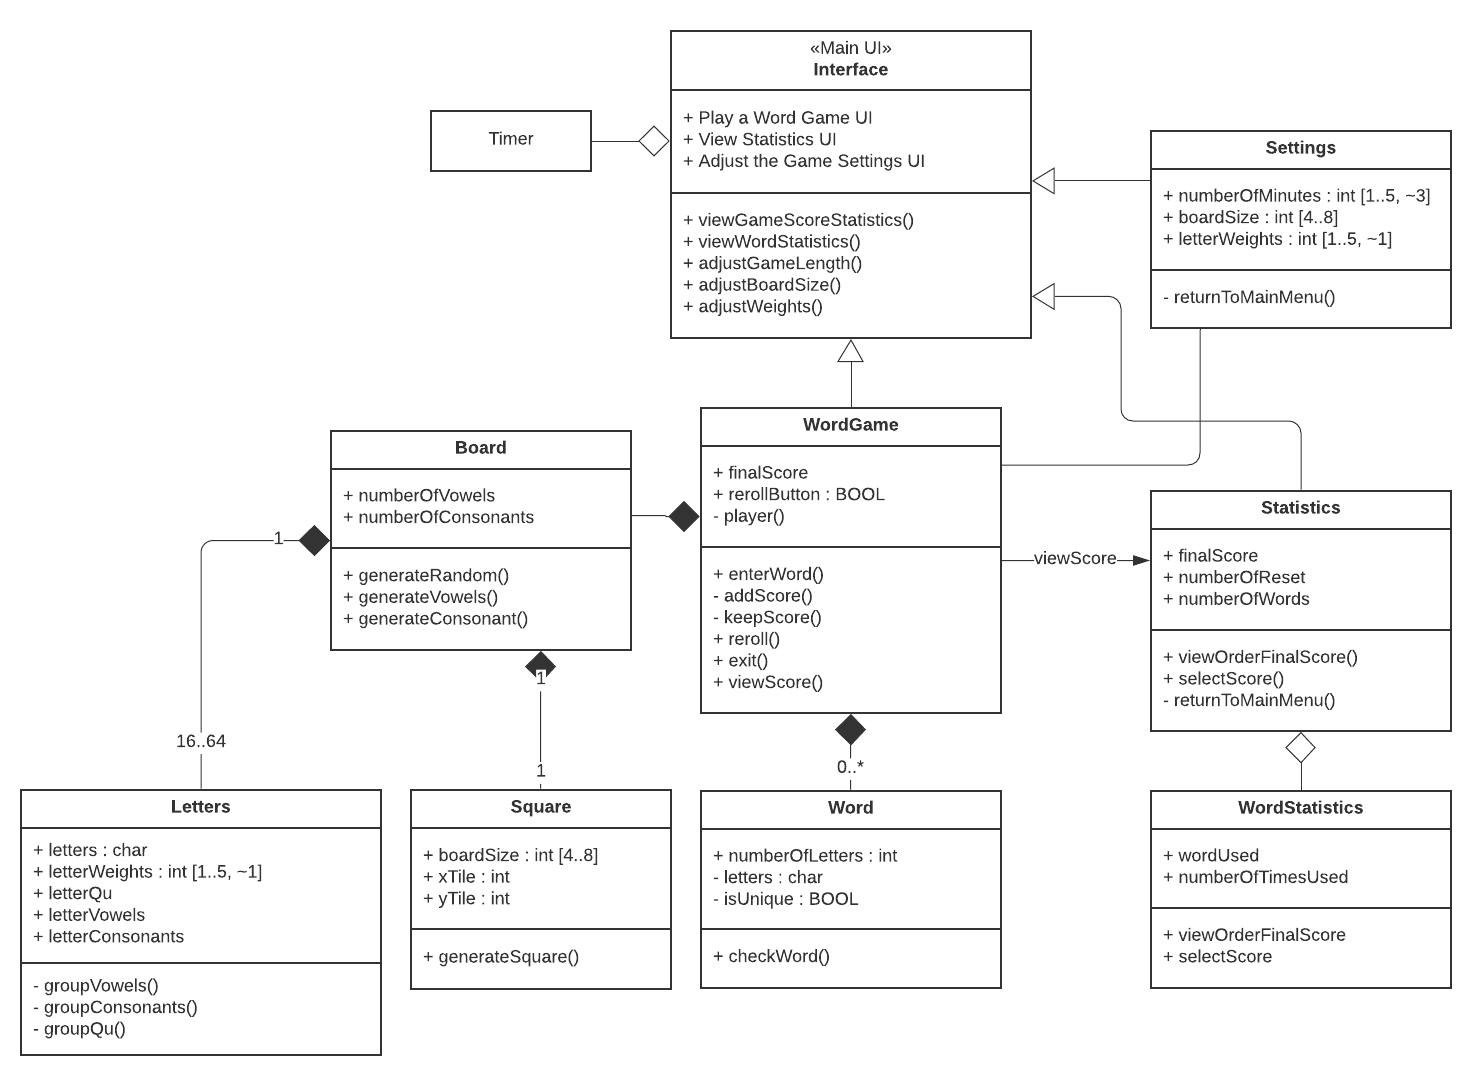 «Main UI»
Interface
+ Play a Word Game UI
+ View Statistics UI
+ Adjust the Game Settings UI
+ viewGameScoreStatistics()
+ viewWordStatistics()
+ adjustGameLength()
+ adjustBoardSize()
+ adjustWeights()
Timer
Settings
+ numberOfMinutes : int [1..5, ~3]
+ boardSize : int [4..8]
+ letterWeights : int [1..5, ~1]
- returnToMainMenu()
Board
+ numberOfVowels
+ numberOfConsonants
+ generateRandom()
+ generateVowels()
+ generateConsonant()
WordGame
+ finalScore
+ rerollButton : BOOL
- player()
+ enterWord()
- addScore()
- keepScore()
+ reroll()
+ exit()
+ viewScore()
viewScore
Statistics
+ finalScore
+ numberOfReset
+ numberOfWords
+ viewOrderFinalScore()
+ selectScore()
- returnToMainMenu()
1
16..64
1
1
0..*
Letters
+ letters : char
+ letterWeights : int [1..5, ~1]
+ letterQu
+ letterVowels
+ letterConsonants
- groupVowels()
- groupConsonants()
- groupQu()
Square
+ boardSize : int [4..8]
+ xTile : int
+ yTile : int
+ generateSquare()
Word
+ numberOfLetters : int
- letters : char
- isUnique : BOOL
+ checkWord()
WordStatistics
+ wordUsed
+ numberOfTimesUsed
+ viewOrderFinalScore
+ selectScore